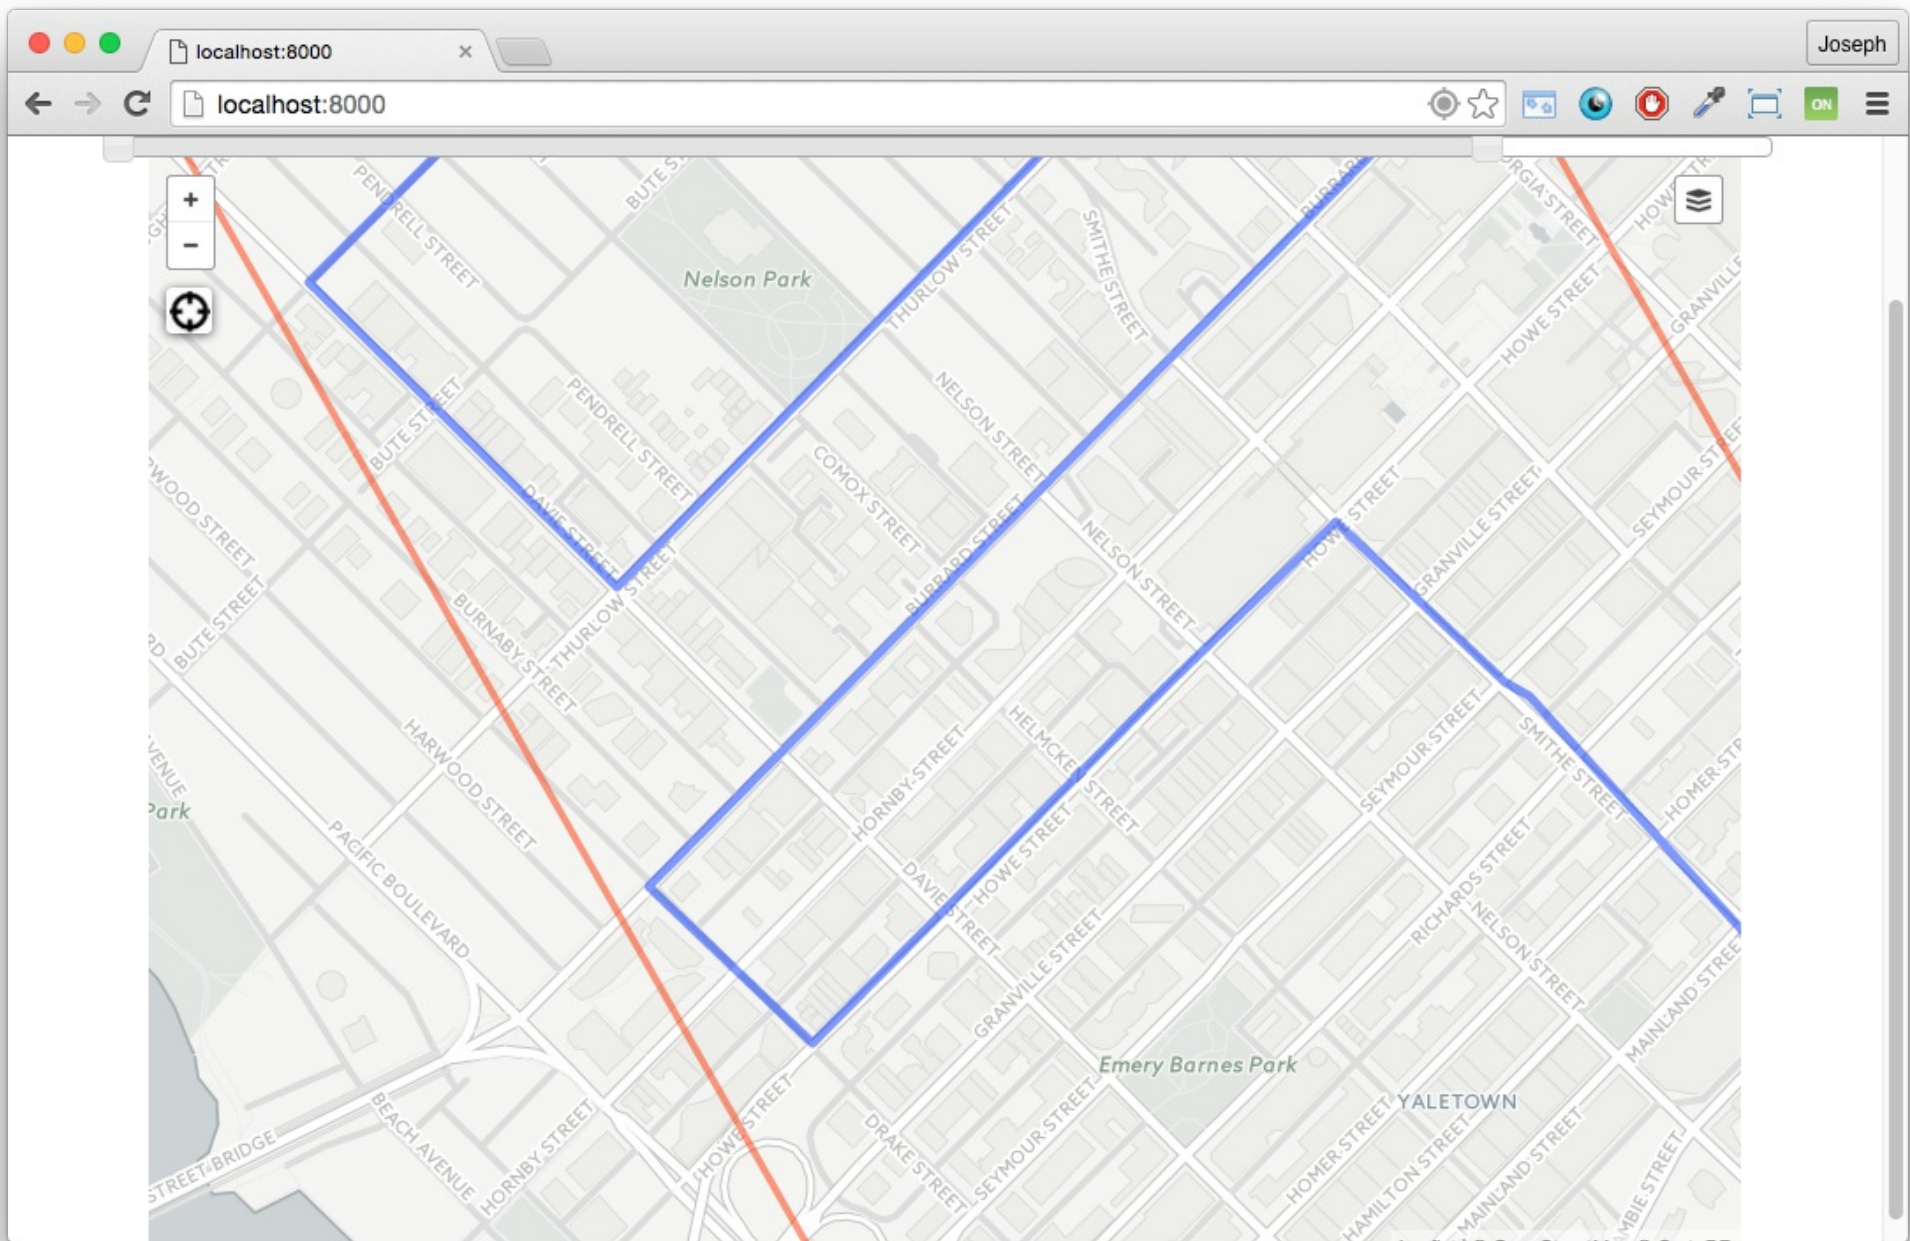 localhost:8000
Joseph
localhost:8000
ON
+
−
PENDRELL STREET
BUTE
Nelson Park
THURLOW STREET
SMITHE STREET
BURRARD
HOWE STREET
GRANVILLE
HOWE STREET
BUTE STREET
PENDRELL STREET
NELSON STREET
COMOX STREET
DAVIE STREET
BURRARD STREET
NELSON STREET
HOWE STREET
GRANVILLE STREET
SEYMOUR STREET
BUTE STREET
BURNABY STREET
THURLOW STREET
HARWOOD STREET
HELMCKEN STREET
HORNBY STREET
SEYMOUR STREET
SMITHE STREET
Park
PACIFIC BOULEVARD
DAVIE STREET
HOWE STREET
RICHARDS STREET
NELSON STREET
GRANVILLE STREET
MAINLAND STREET
Emery Barnes Park
YALETOWN
STREET BRIDGE
BEACH AVENUE
HORNBY STREET
HOWE STREET
DRAKE STREET
SEYMOUR STREET
HOMER STREET
HAMILTON STREET
MAINLAND STREET